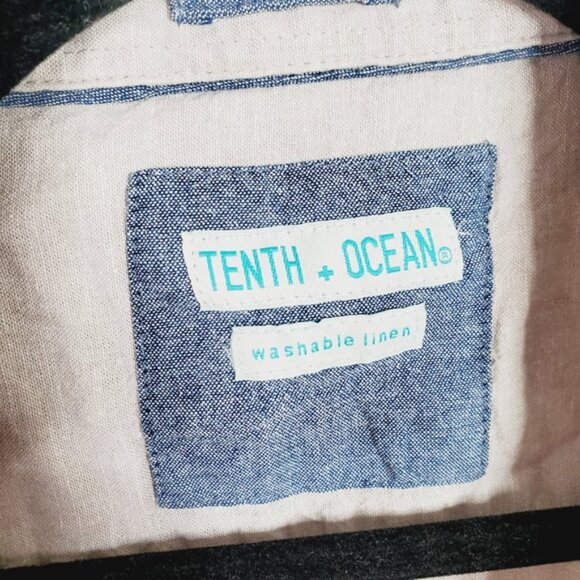 TENTH + OCEAN®
washable linen